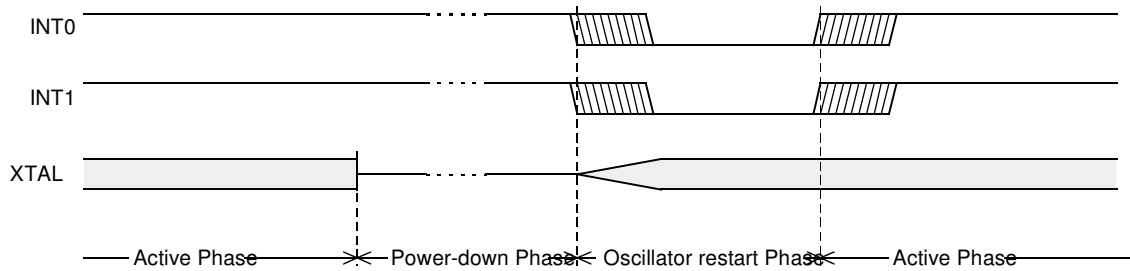 INT0
INT1
XTAL
Active Phase Power-down Phase Oscillator restart Phase Active Phase